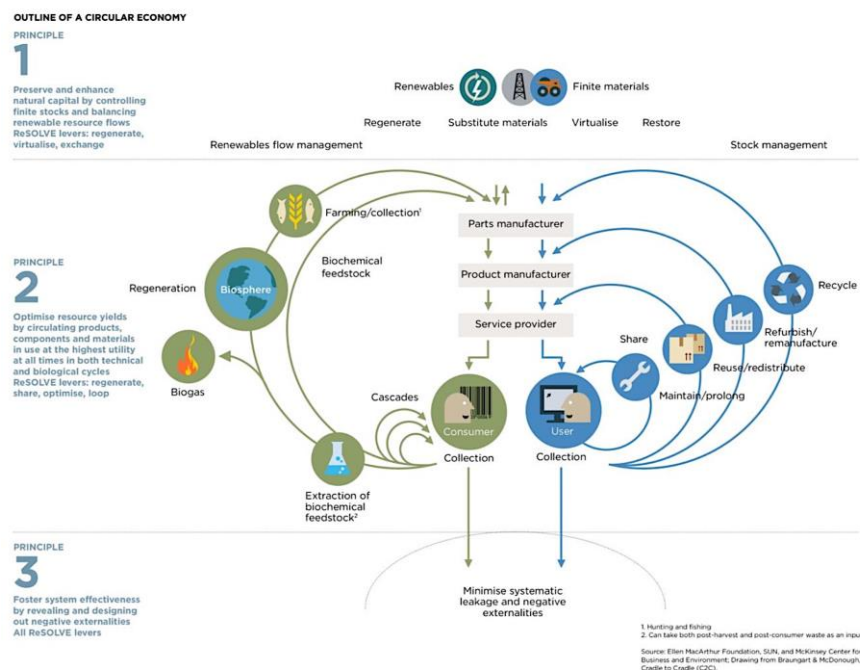 OUTLINE OF A CIRCULAR ECONOMY
PRINCIPLE
1
Preserve and enhance
natural capital by controlling
finite stocks and balancing
renewable resource flows
ReSOLVE levers: regenerate,
virtualise, exchange
Renewables
Finite materials
Regenerate
Substitute materials
Virtualise
Restore
Renewables flow management
Stock management
PRINCIPLE
2
Optimise resource yields
by circulating products,
components and materials
in use at the highest utility
at all times in both technical
and biological cycles
ReSOLVE levers: regenerate,
share, optimise, loop
Farming/collection¹
Biochemical
feedstock
Regeneration
Biosphere
Biogas
Cascades
Extraction of
biochemical
feedstock²
Parts manufacturer
Product manufacturer
Service provider
Consumer
User
Collection
Collection
Share
Maintain/prolong
Reuse/redistribute
Refurbish/
remanufacture
Recycle
PRINCIPLE
3
Foster system effectiveness
by revealing and designing
out negative externalities
All ReSOLVE levers
Minimise systematic
leakage and negative
externalities
1. Hunting and fishing
2. Can take both post-harvest and post-consumer waste as an inpu
Source: Ellen MacArthur Foundation, SUN, and McKinsey Center for
Business and Environment; Drawing from Braungart & McDonough,
Cradle to Cradle (C2C).